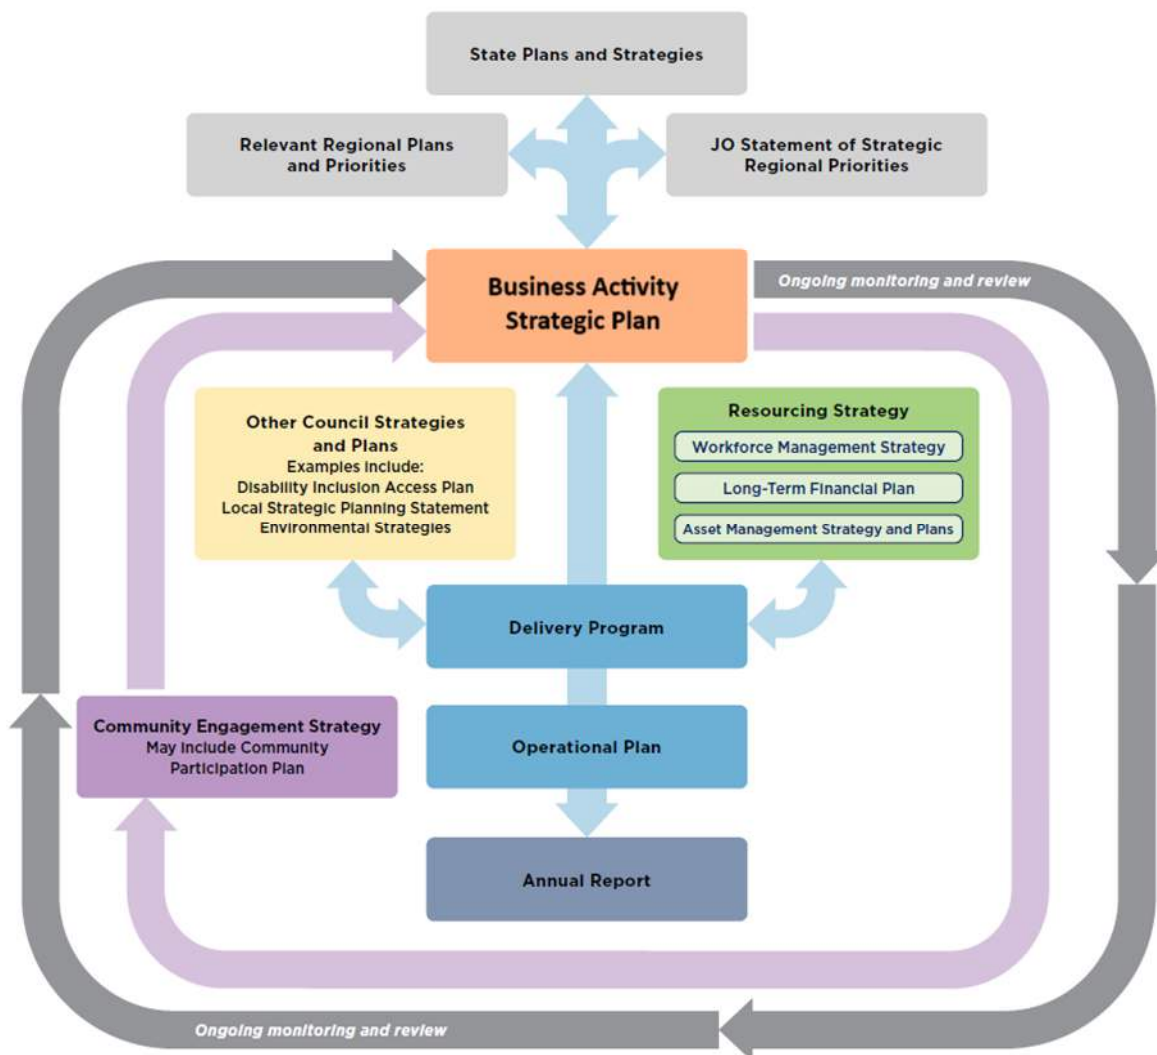 State Plans and Strategies
Relevant Regional Plans
and Priorities
JO Statement of Strategic
Regional Priorities
Business Activity
Strategic Plan
Ongoing monitoring and review
Other Council Strategies
and Plans
Examples include:
Disability Inclusion Access Plan
Local Strategic Planning Statement
Environmental Strategies
Resourcing Strategy
Workforce Management Strategy
Long-Term Financial Plan
Asset Management Strategy and Plans
Delivery Program
Community Engagement Strategy
May include Community
Participation Plan
Operational Plan
Annual Report
Ongoing monitoring and review